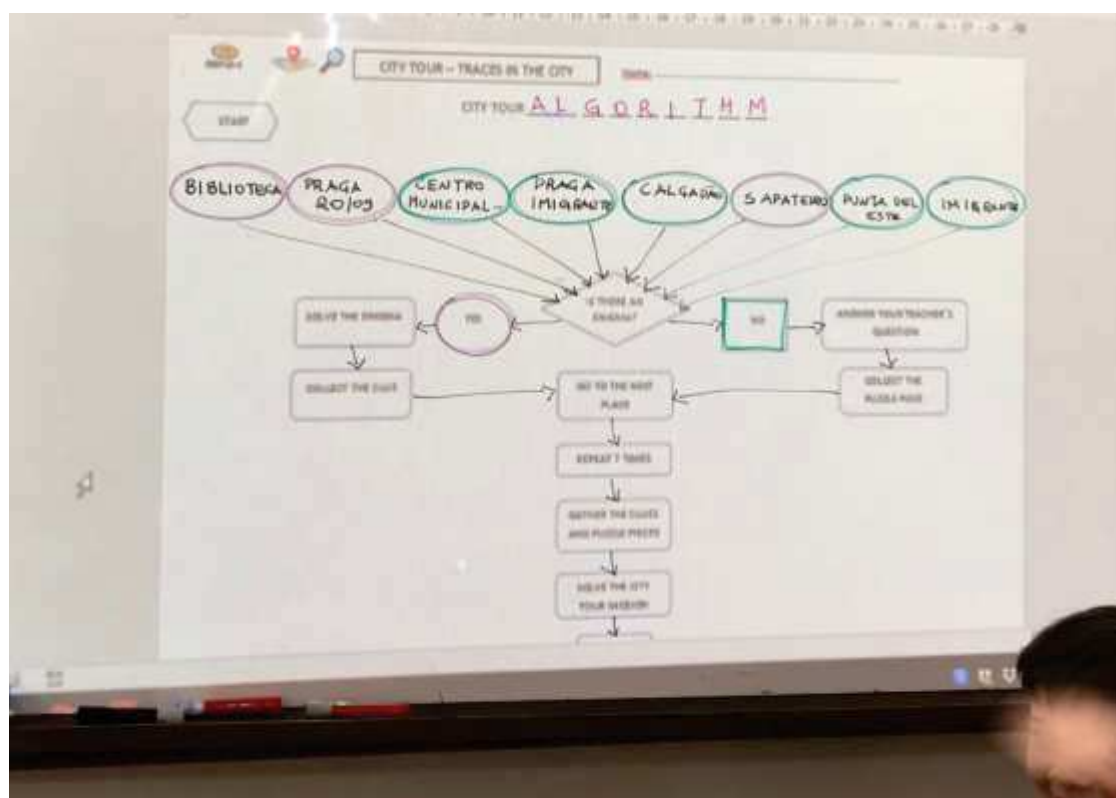 CITY TOUR – TRACES IN THE CITY
CITY TOUR A L G O R I T H M
START
BIBLIOTECA
PRAÇA
20/09
CENTRO
MUNICIPAL
PRAÇA
IMIGRANTE
CALÇADÃO
SAPATEIRO
PUNTA DEL
ESTE
IMIGRANTE
IS THERE AN
ENIGMA?
SOLVE THE ENIGMA
YES
NO
ANSWER YOUR TEACHER'S
QUESTION
COLLECT THE CLUE
GO TO THE NEXT
PLACE
COLLECT THE
PUZZLE PIECE
REPEAT 7 TIMES
GATHER THE CLUES
AND PUZZLE PIECES
SOLVE THE CITY
TOUR MISSION